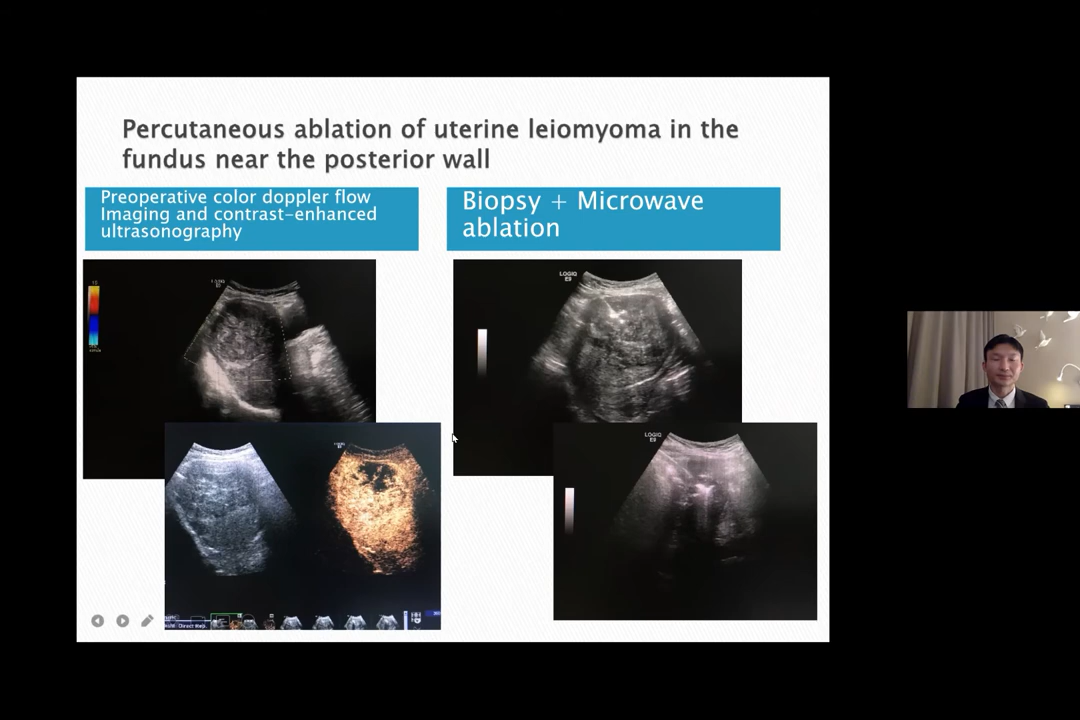 Percutaneous ablation of uterine leiomyoma in the
fundus near the posterior wall
Preoperative color doppler flow
Imaging and contrast-enhanced
ultrasonography
Biopsy + Microwave
ablation
LOGIQ
E9
LOGIQ
E9